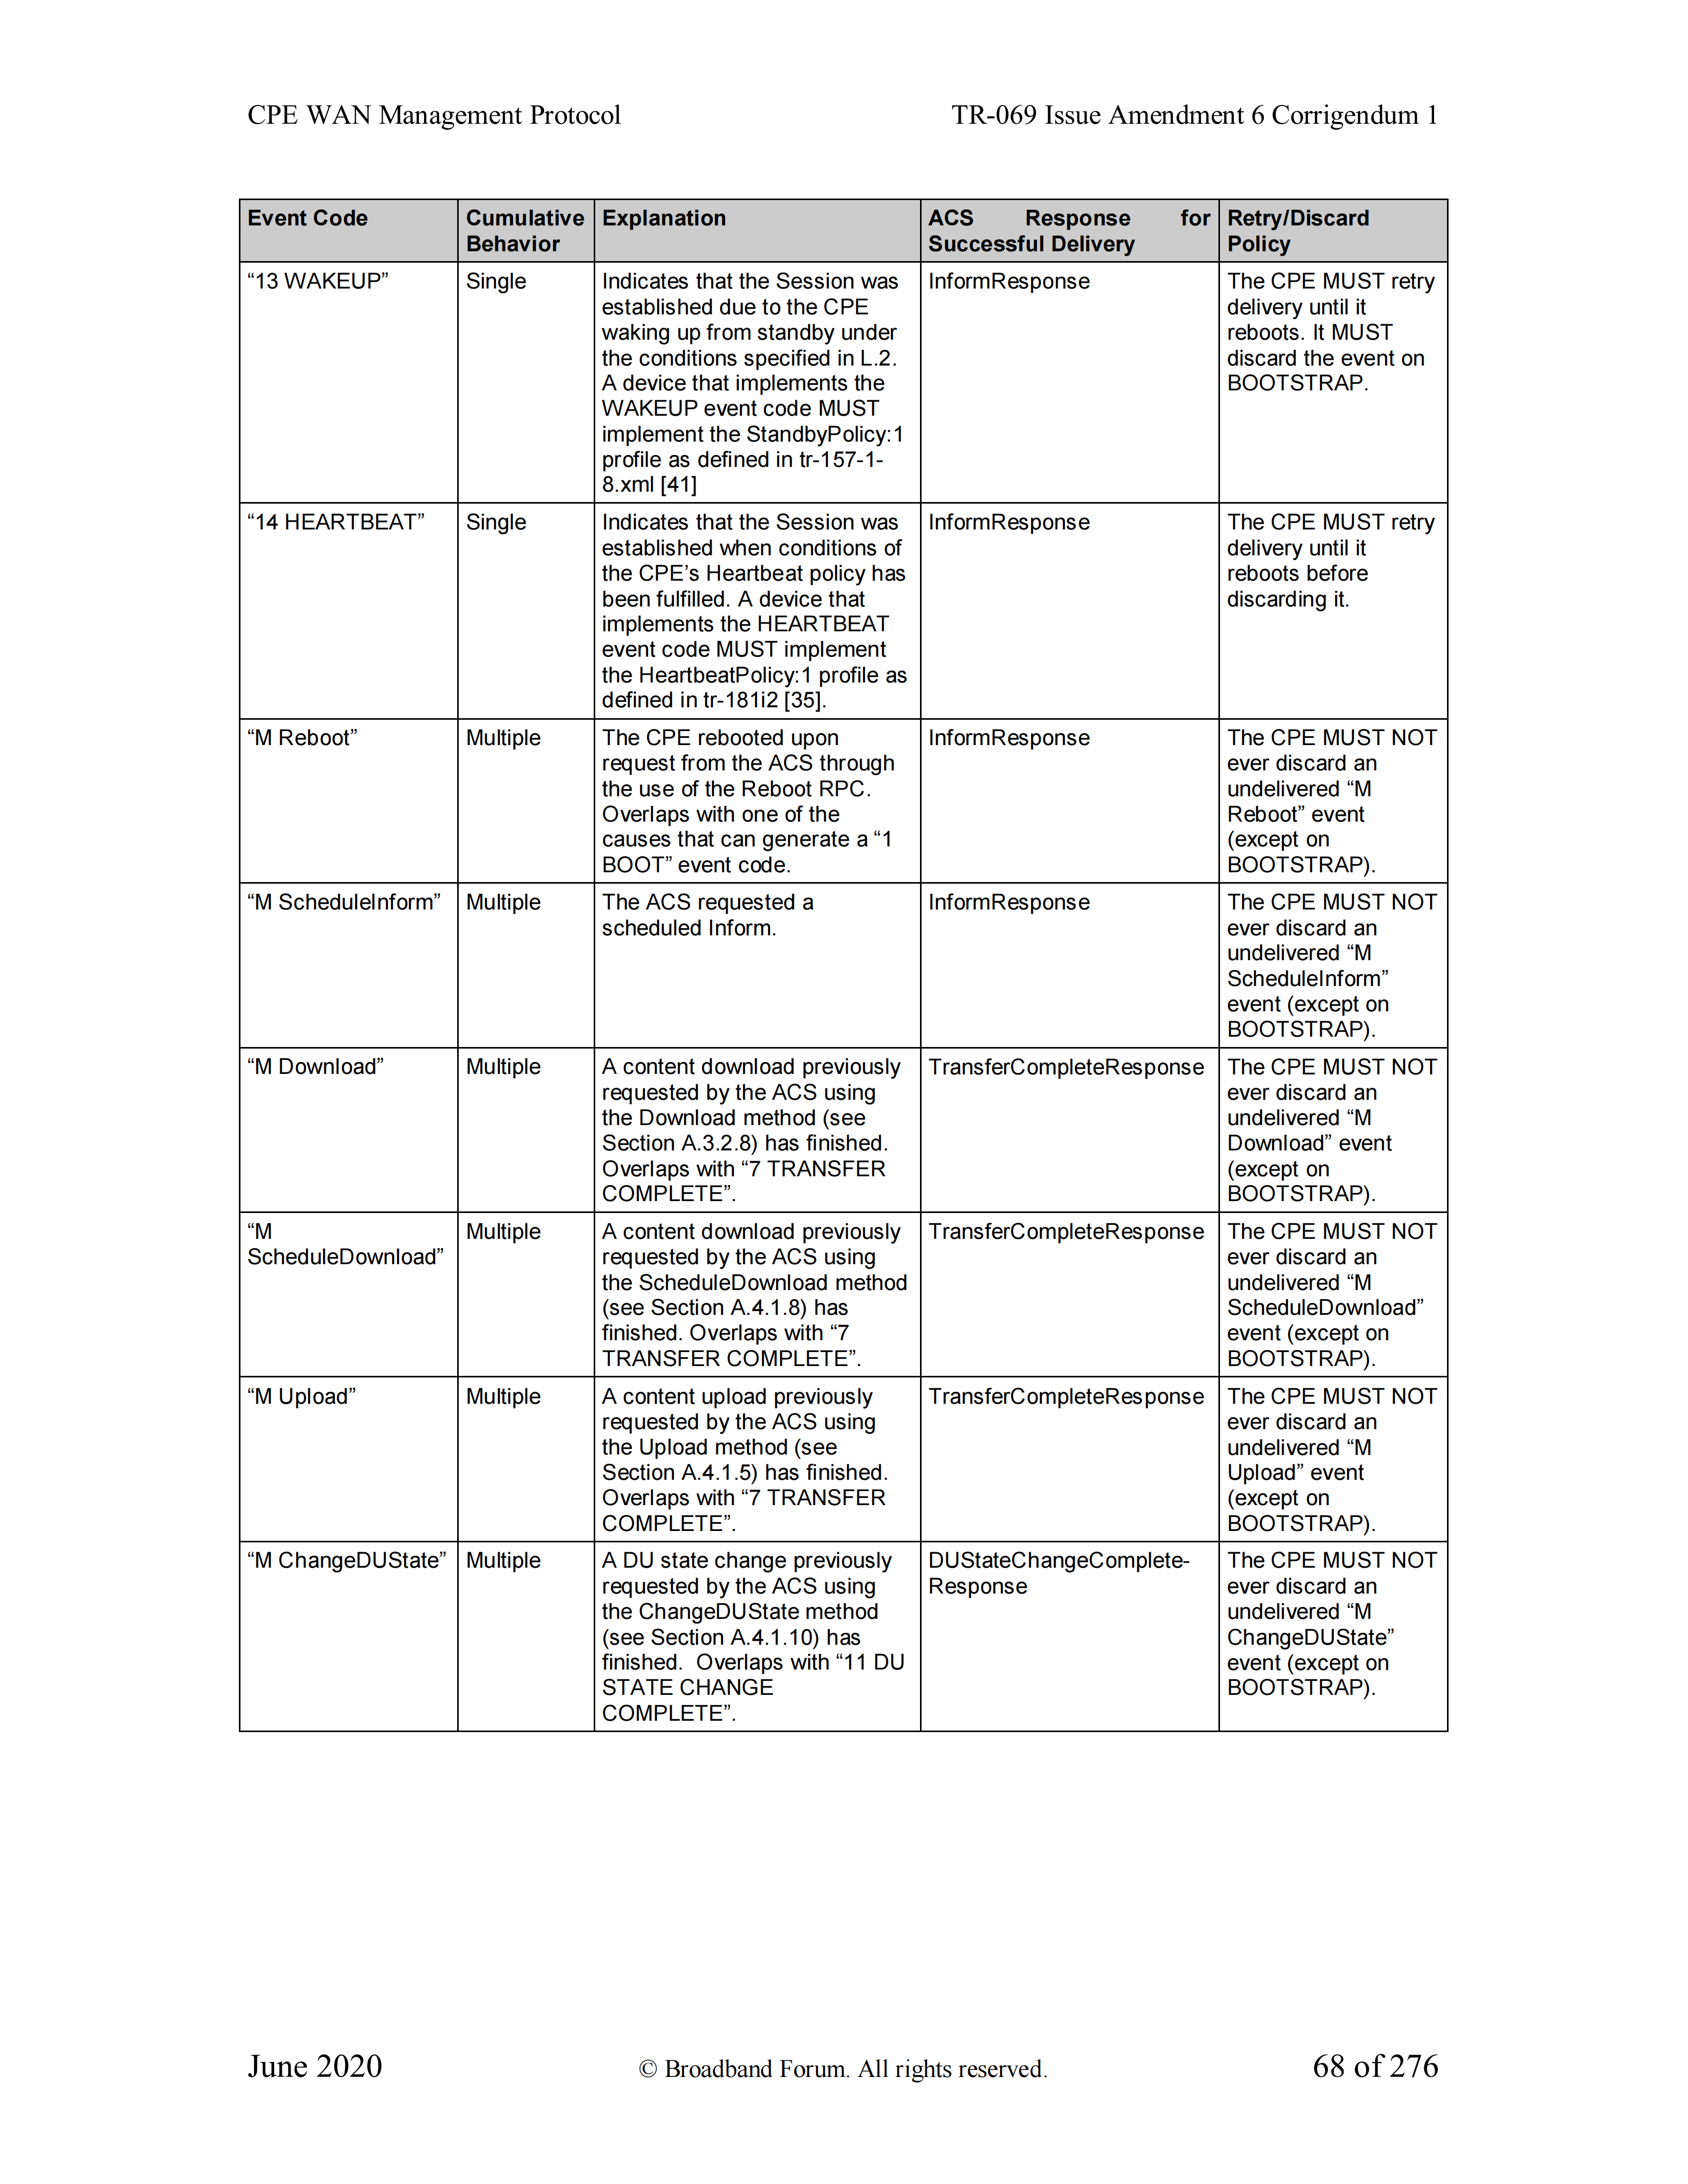 CPE WAN Management Protocol
TR-069 Issue Amendment 6 Corrigendum 1
Event Code
Cumulative
Behavior
Explanation
ACS Response for
Successful Delivery
Retry/Discard
Policy
“13 WAKEUP”
Single
Indicates that the Session was
established due to the CPE
waking up from standby under
the conditions specified in L.2.
A device that implements the
WAKEUP event code MUST
implement the StandbyPolicy:1
profile as defined in tr-157-1-
8.xml [41]
InformResponse
The CPE MUST retry
delivery until it
reboots. It MUST
discard the event on
BOOTSTRAP.
“14 HEARTBEAT”
Single
Indicates that the Session was
established when conditions of
the CPE’s Heartbeat policy has
been fulfilled. A device that
implements the HEARTBEAT
event code MUST implement
the HeartbeatPolicy:1 profile as
defined in tr-181i2 [35].
InformResponse
The CPE MUST retry
delivery until it
reboots before
discarding it.
“M Reboot”
Multiple
The CPE rebooted upon
request from the ACS through
the use of the Reboot RPC.
Overlaps with one of the
causes that can generate a “1
BOOT” event code.
InformResponse
The CPE MUST NOT
ever discard an
undelivered “M
Reboot” event
(except on
BOOTSTRAP).
“M ScheduleInform”
Multiple
The ACS requested a
scheduled Inform.
InformResponse
The CPE MUST NOT
ever discard an
undelivered “M
ScheduleInform”
event (except on
BOOTSTRAP).
“M Download”
Multiple
A content download previously
requested by the ACS using
the Download method (see
Section A.3.2.8) has finished.
Overlaps with “7 TRANSFER
COMPLETE”.
TransferCompleteResponse
The CPE MUST NOT
ever discard an
undelivered “M
Download” event
(except on
BOOTSTRAP).
“M
ScheduleDownload”
Multiple
A content download previously
requested by the ACS using
the ScheduleDownload method
(see Section A.4.1.8) has
finished. Overlaps with “7
TRANSFER COMPLETE”.
TransferCompleteResponse
The CPE MUST NOT
ever discard an
undelivered “M
ScheduleDownload”
event (except on
BOOTSTRAP).
“M Upload”
Multiple
A content upload previously
requested by the ACS using
the Upload method (see
Section A.4.1.5) has finished.
Overlaps with “7 TRANSFER
COMPLETE”.
TransferCompleteResponse
The CPE MUST NOT
ever discard an
undelivered “M
Upload” event
(except on
BOOTSTRAP).
“M ChangeDUState”
Multiple
A DU state change previously
requested by the ACS using
the ChangeDUState method
(see Section A.4.1.10) has
finished.  Overlaps with “11 DU
STATE CHANGE
COMPLETE”.
DUStateChangeComplete-
Response
The CPE MUST NOT
ever discard an
undelivered “M
ChangeDUState”
event (except on
BOOTSTRAP).
June 2020
© Broadband Forum. All rights reserved.
68 of 276